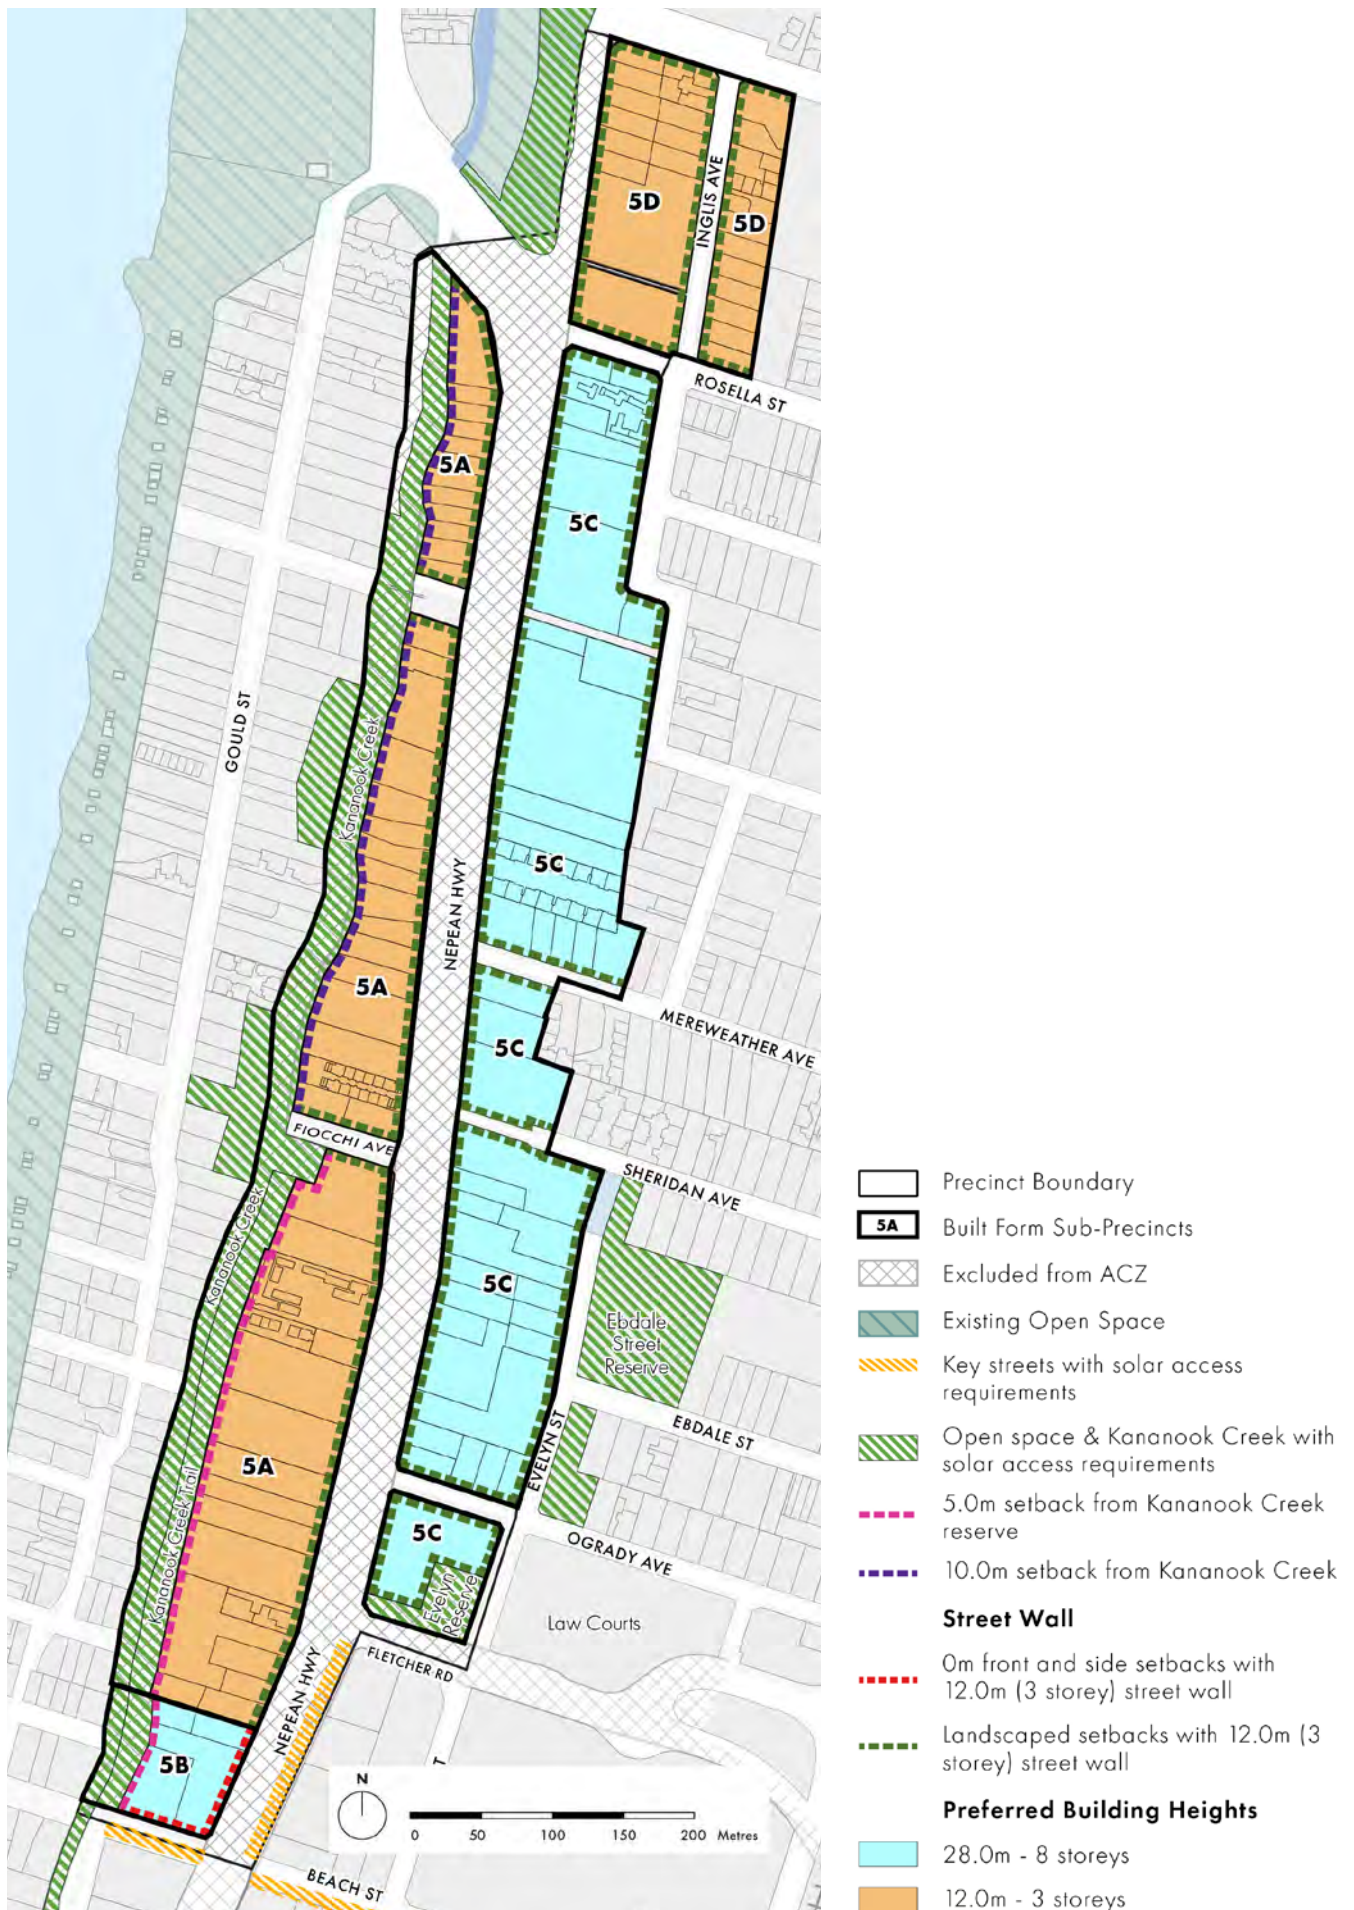 5D
5D
INGLIS AVE
ROSELLA ST
5A
5C
GOULD ST
Kananook Creek
5C
NEPEAN HWY
5A
MEREWEATHER AVE
5C
FIOCCHI AVE
SHERIDAN AVE
Kananook Creek
5C
Ebdale
Street
Reserve
EBDALE ST
EVELYN ST
5A
Kananook Creek Trail
5C
OGRADY AVE
Evelyn
Reserve
Law Courts
FLETCHER RD
NEPEAN HWY
5B
T
N
0 50 100 150 200 Metres
BEACH ST
Precinct Boundary
5A Built Form Sub-Precincts
Excluded from ACZ
Existing Open Space
Key streets with solar access
requirements
Open space & Kananook Creek with
solar access requirements
5.0m setback from Kananook Creek
reserve
10.0m setback from Kananook Creek
Street Wall
0m front and side setbacks with
12.0m (3 storey) street wall
Landscaped setbacks with 12.0m (3
storey) street wall
Preferred Building Heights
28.0m - 8 storeys
12.0m - 3 storeys